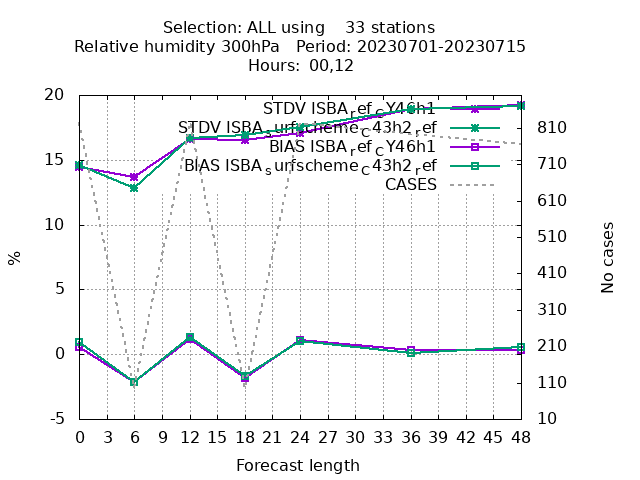 Selection: ALL using 33 stations
Relative humidity 300hPa Period: 20230701-20230715
Hours: 00,12
STDV ISBA_ref_CY46h1
STDV ISBA_surfscheme_C43h2_ref
BIAS ISBA_ref_CY46h1
BIAS ISBA_surfscheme_C43h2_ref
CASES
20
15
10
5
0
-5
%
810
710
610
510
410
310
210
110
10
No cases
0 3 6 9 12 15 18 21 24 27 30 33 36 39 42 45 48
Forecast length